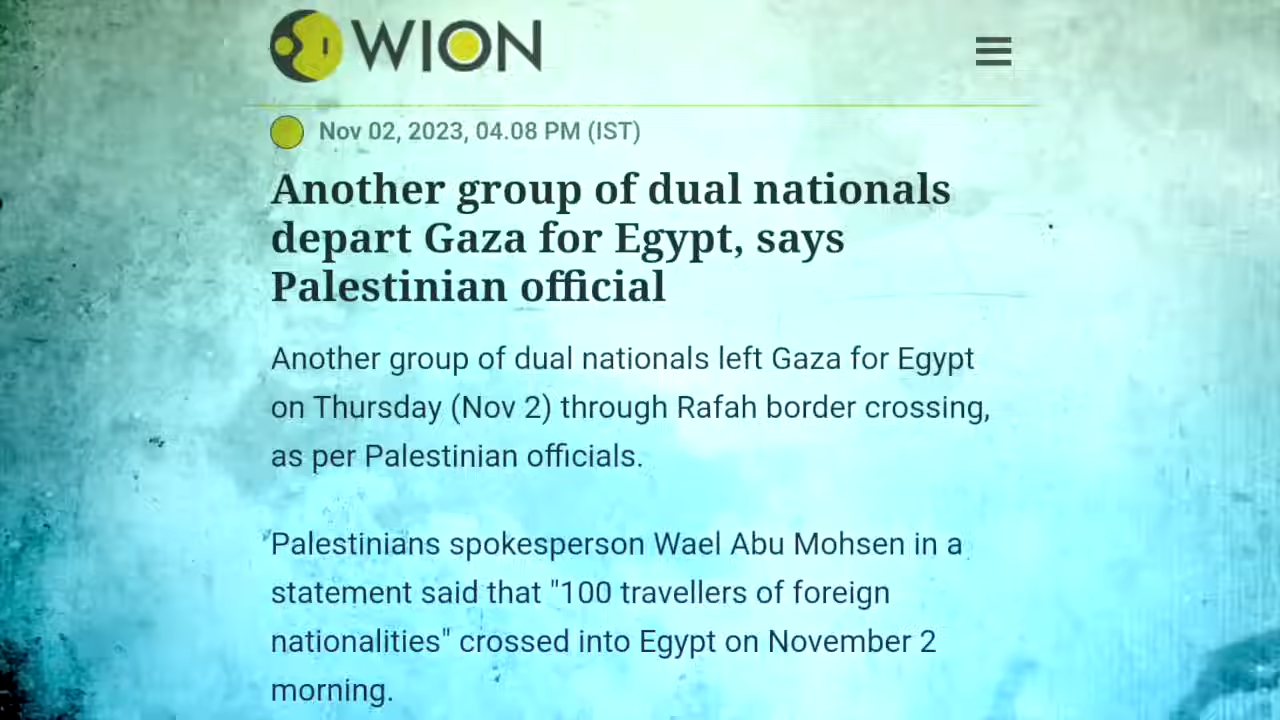 WION
Nov 02, 2023, 04.08 PM (IST)
Another group of dual nationals
depart Gaza for Egypt, says
Palestinian official
Another group of dual nationals left Gaza for Egypt
on Thursday (Nov 2) through Rafah border crossing,
as per Palestinian officials.
Palestinians spokesperson Wael Abu Mohsen in a
statement said that "100 travellers of foreign
nationalities" crossed into Egypt on November 2
morning.